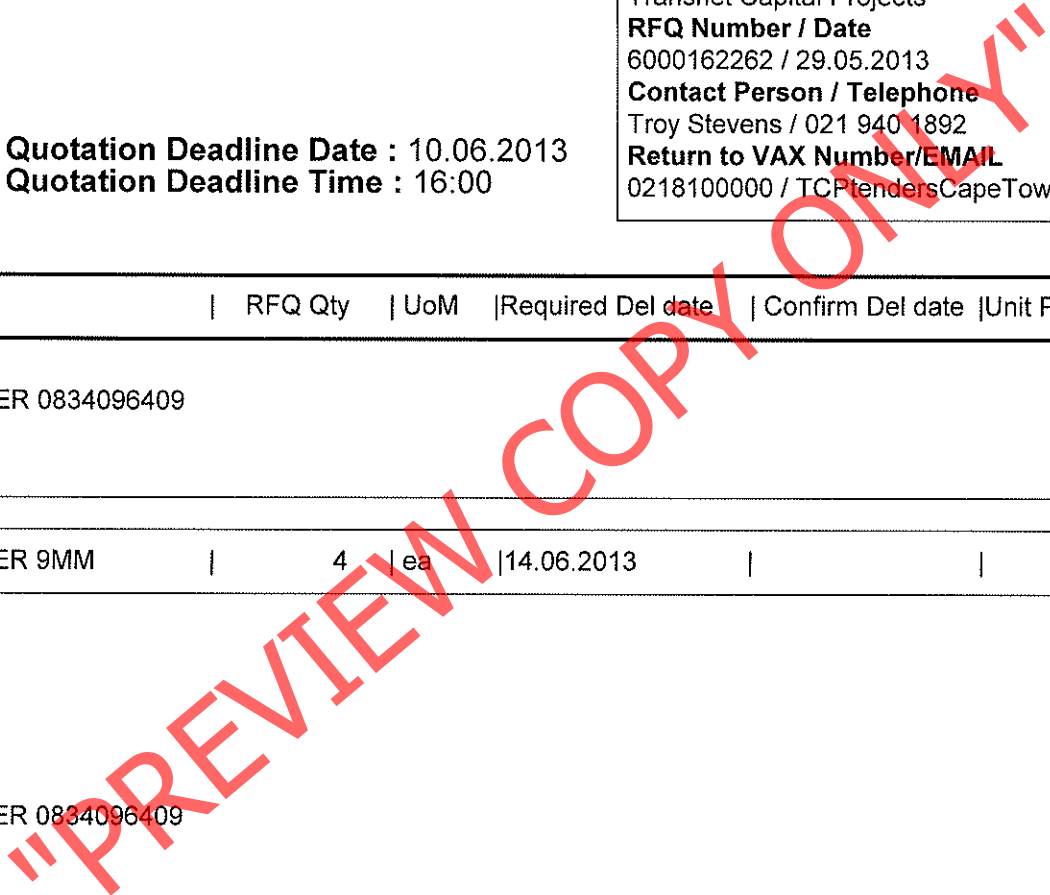 Transnet Capital Projects
RFQ Number / Date
6000162262 / 29.05.2013
Contact Person / Telephone
Troy Stevens / 021 940 1892
Quotation Deadline Date : 10.06.2013
Return to VAX Number/EMAIL
Quotation Deadline Time : 16:00
0218100000 / TCPtendersCapeTow
| RFQ Qty | UoM |Required Del date | Confirm Del date |Unit P
ER 0834096409
ER 9MM | 4 | ea |14.06.2013 | |
ER 0834096409
"PREVIEW COPY ONLY"